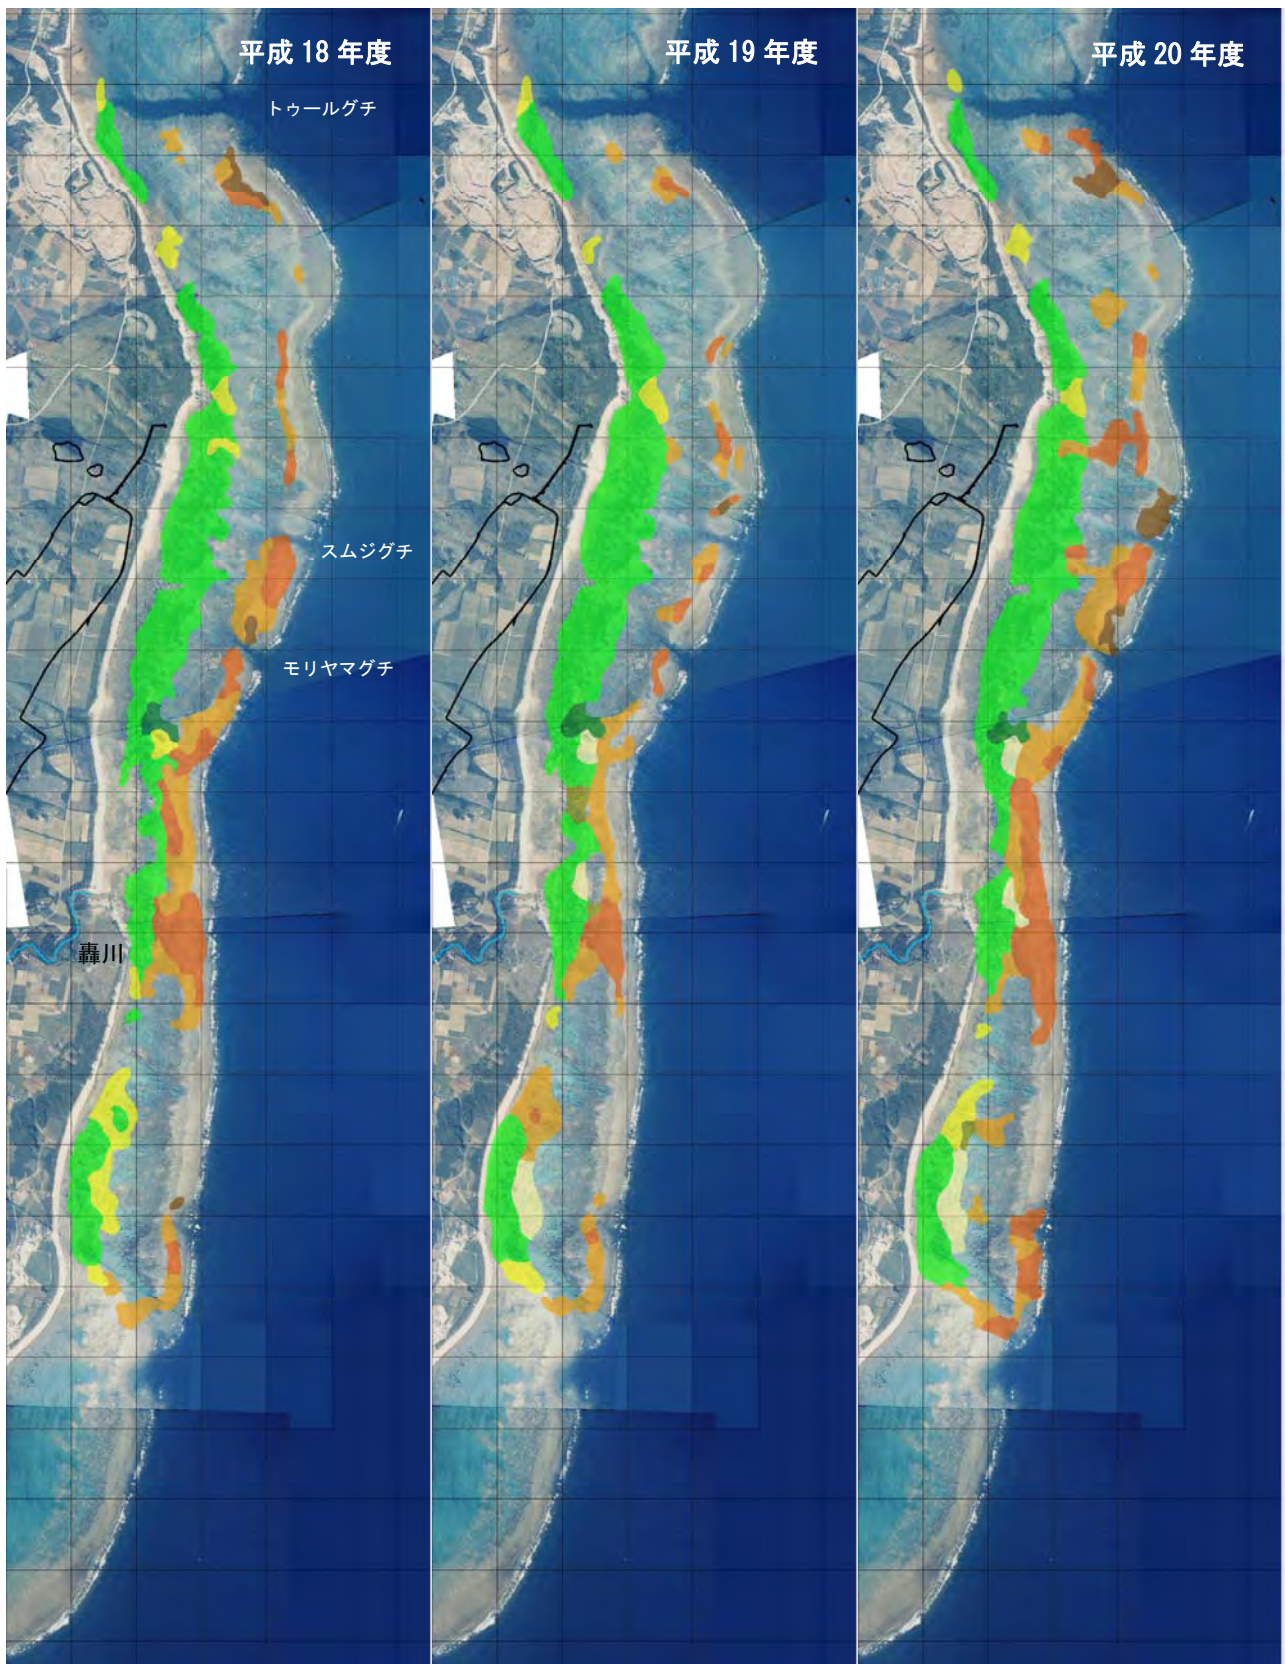 平成 18 年度
平成 19 年度
平成 20 年度
トゥールグチ
スムジグチ
モリヤマグチ
轟川